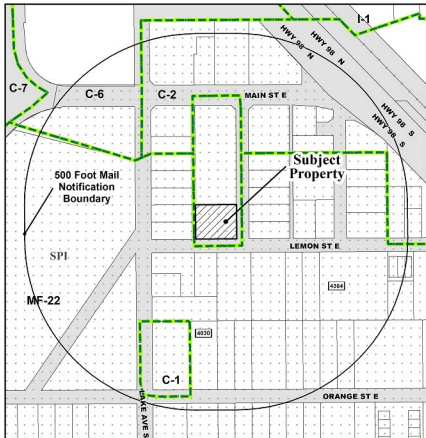 I-1
HWY 98 N
HWY 98 N
HWY 98 S
HWY 98 S
C-7
C-6
C-2
MAIN ST E
Subject
Property
500 Foot Mail
Notification
Boundary
LEMON ST E
SPI
4364
MF-22
4030
C-1
ORANGE ST E
LAKE AVE S